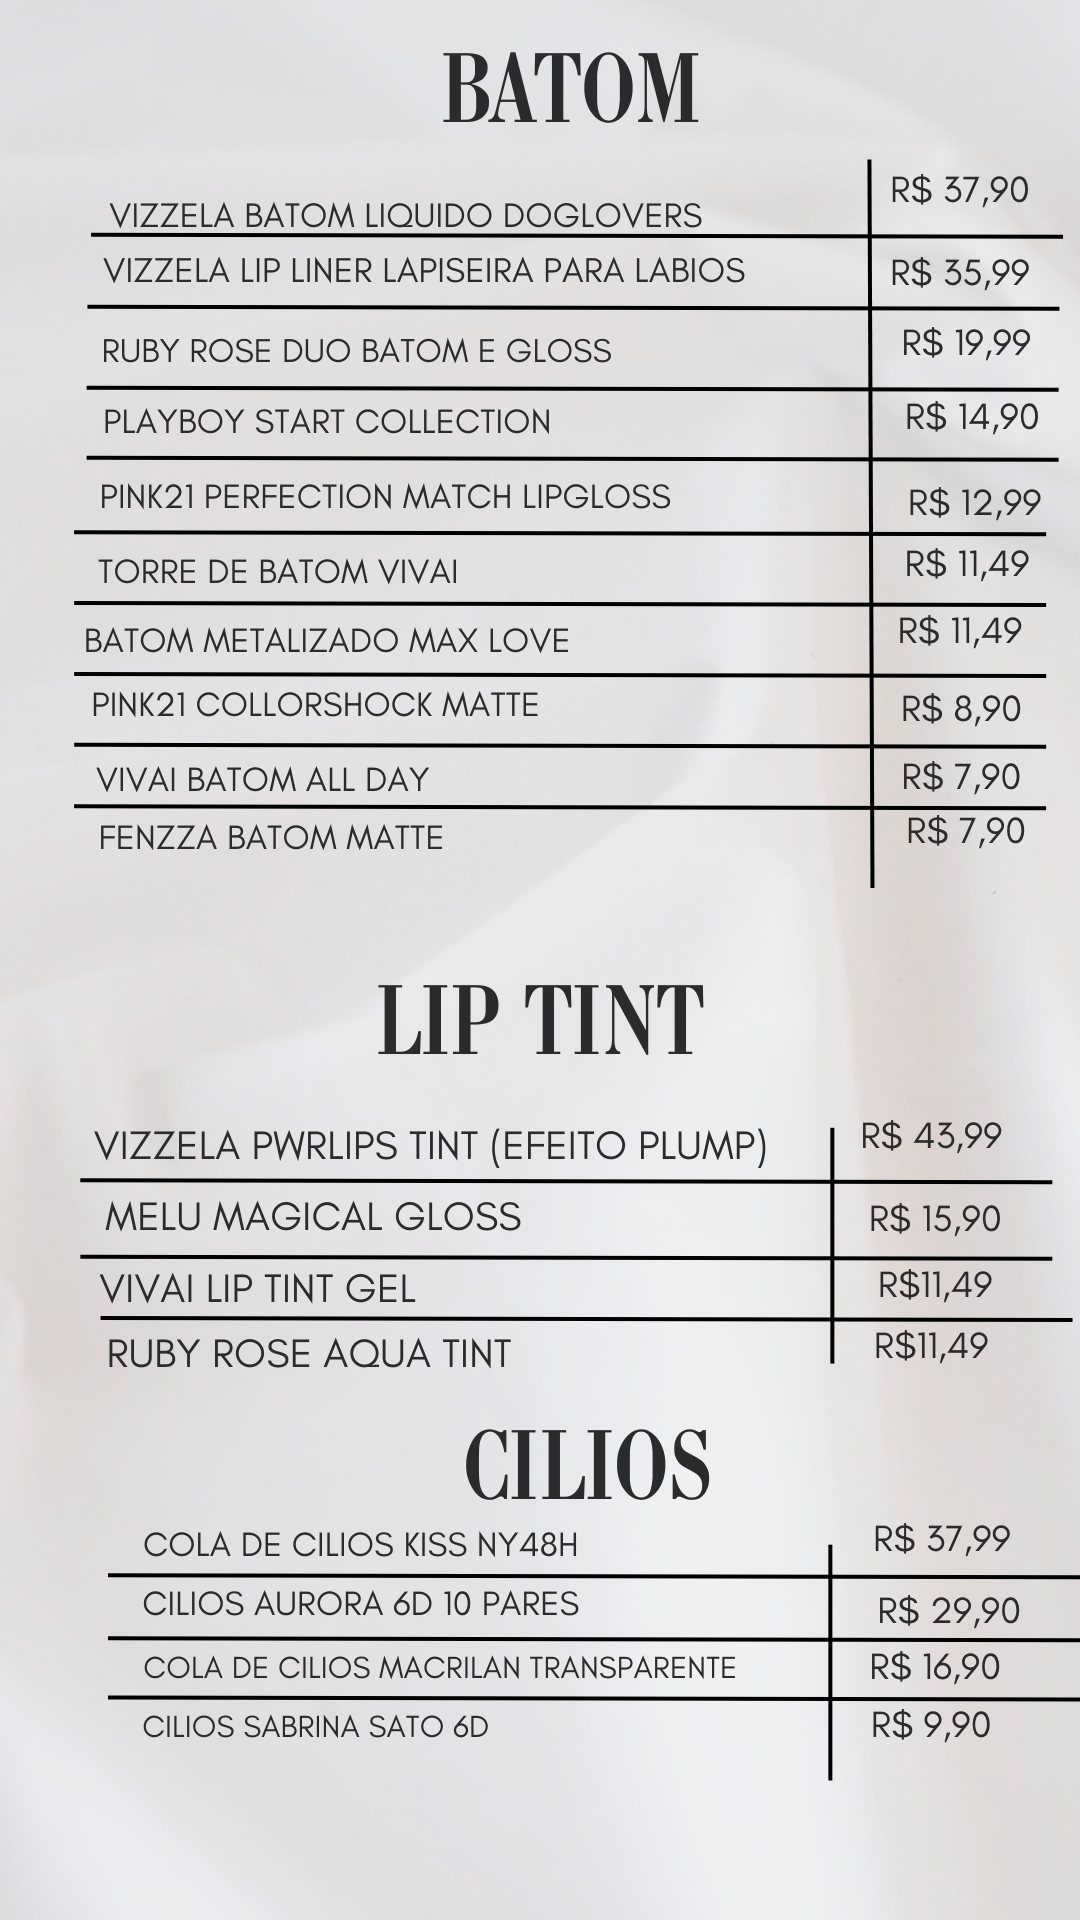 BATOM
VIZZELA BATOM LIQUIDO DOGLOVERS R$ 37,90
VIZZELA LIP LINER LAPISEIRA PARA LABIOS R$ 35,99
RUBY ROSE DUO BATOM E GLOSS R$ 19,99
PLAYBOY START COLLECTION R$ 14,90
PINK21 PERFECTION MATCH LIPGLOSS R$ 12,99
TORRE DE BATOM VIVAI R$ 11,49
BATOM METALIZADO MAX LOVE R$ 11,49
PINK21 COLLORSHOCK MATTE R$ 8,90
VIVAI BATOM ALL DAY R$ 7,90
FENZZA BATOM MATTE R$ 7,90
LIP TINT
VIZZELA PWRLIPS TINT (EFEITO PLUMP) R$ 43,99
MELU MAGICAL GLOSS R$ 15,90
VIVAI LIP TINT GEL R$11,49
RUBY ROSE AQUA TINT R$11,49
CILIOS
COLA DE CILIOS KISS NY48H R$ 37,99
CILIOS AURORA 6D 10 PARES R$ 29,90
COLA DE CILIOS MACRILAN TRANSPARENTE R$ 16,90
CILIOS SABRINA SATO 6D R$ 9,90